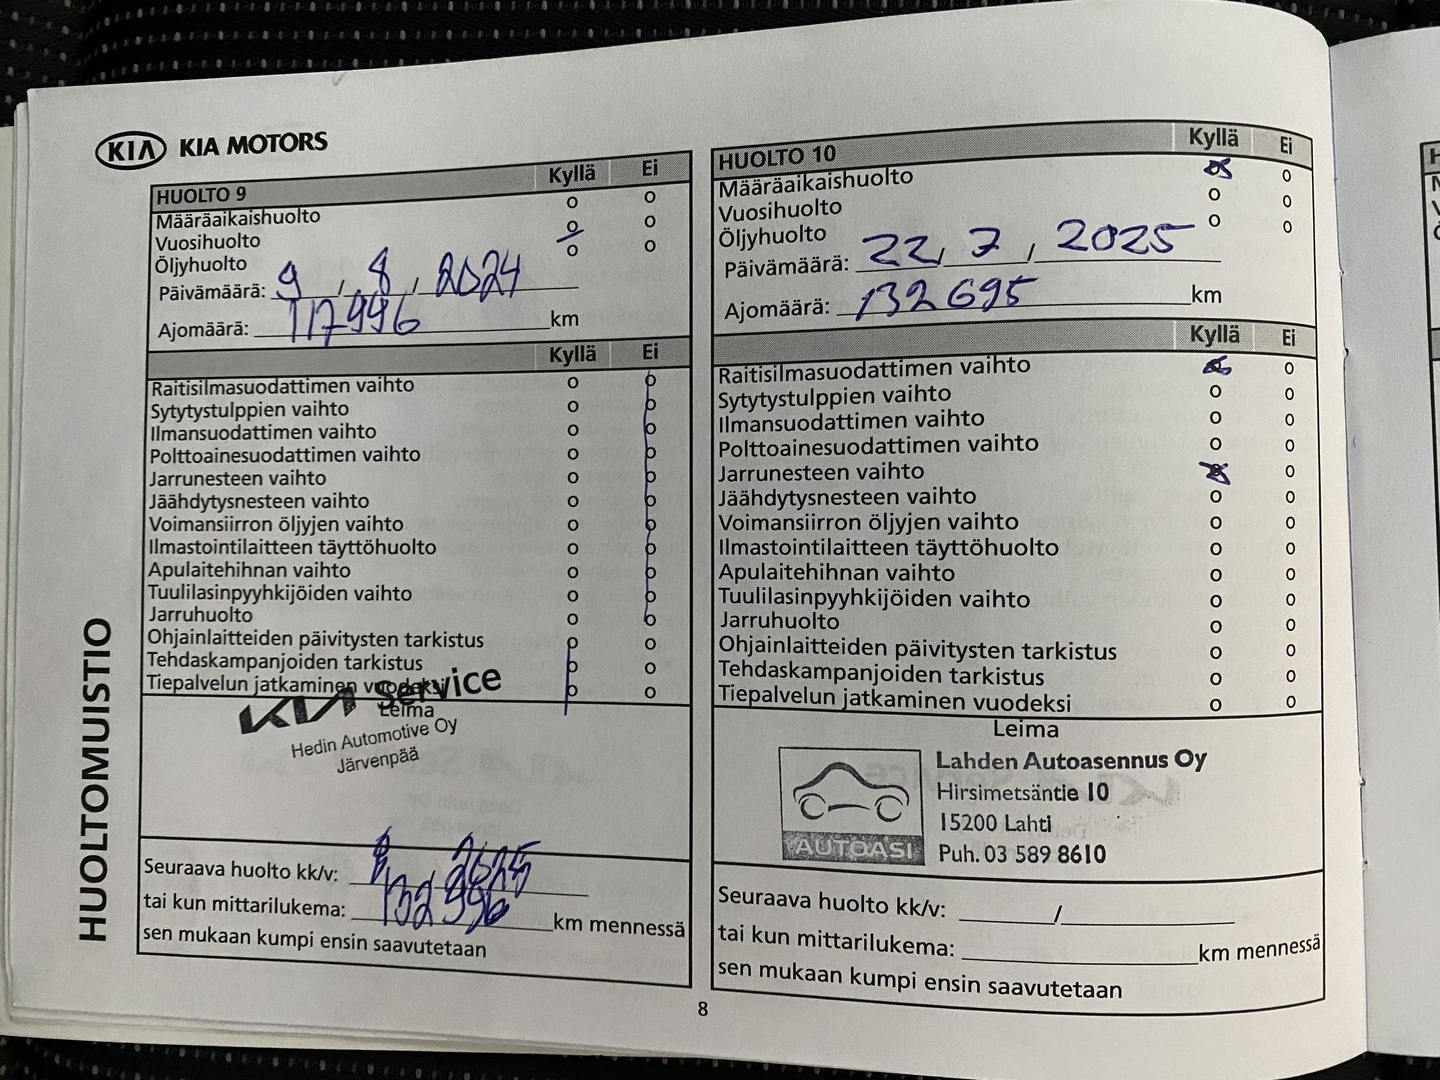 KIA KIA MOTORS
HUOLTOMUISTIO
HUOLTO 9 Kyllä Ei
Määräaikaishuolto o o
Vuosihuolto o o
Öljyhuolto o o
Päivämäärä: 9 / 8 / 2024
Ajomäärä: 117996 km
Kyllä Ei
Raitisilmasuodattimen vaihto o o
Sytytystulppien vaihto o o
Ilmansuodattimen vaihto o o
Polttoainesuodattimen vaihto o o
Jarrunesteen vaihto o o
Jäähdytysnesteen vaihto o o
Voimansiirron öljyjen vaihto o o
Ilmastointilaitteen täyttöhuolto o o
Apulaitehihnan vaihto o o
Tuulilasinpyyhkijöiden vaihto o o
Jarruhuolto o o
Ohjainlaitteiden päivitysten tarkistus o o
Tehdaskampanjoiden tarkistus o o
Tiepalvelun jatkaminen vuodeksi o o
KIA Service
Leima
Hedin Automotive Oy
Järvenpää
Seuraava huolto kk/v: 8 / 2025
tai kun mittarilukema: 132996 km mennessä
sen mukaan kumpi ensin saavutetaan
HUOLTO 10 Kyllä Ei
Määräaikaishuolto o
Vuosihuolto o o
Öljyhuolto o o
Päivämäärä: 22 / 7 / 2025
Ajomäärä: 132695 km
Kyllä Ei
Raitisilmasuodattimen vaihto o
Sytytystulppien vaihto o o
Ilmansuodattimen vaihto o o
Polttoainesuodattimen vaihto o o
Jarrunesteen vaihto o
Jäähdytysnesteen vaihto o o
Voimansiirron öljyjen vaihto o o
Ilmastointilaitteen täyttöhuolto o o
Apulaitehihnan vaihto o o
Tuulilasinpyyhkijöiden vaihto o o
Jarruhuolto o o
Ohjainlaitteiden päivitysten tarkistus o o
Tehdaskampanjoiden tarkistus o o
Tiepalvelun jatkaminen vuodeksi o o
Leima
AUTOASI
Lahden Autoasennus Oy
Hirsimetsäntie 10
15200 Lahti
Puh. 03 589 8610
Seuraava huolto kk/v: /
tai kun mittarilukema: km mennessä
sen mukaan kumpi ensin saavutetaan
8